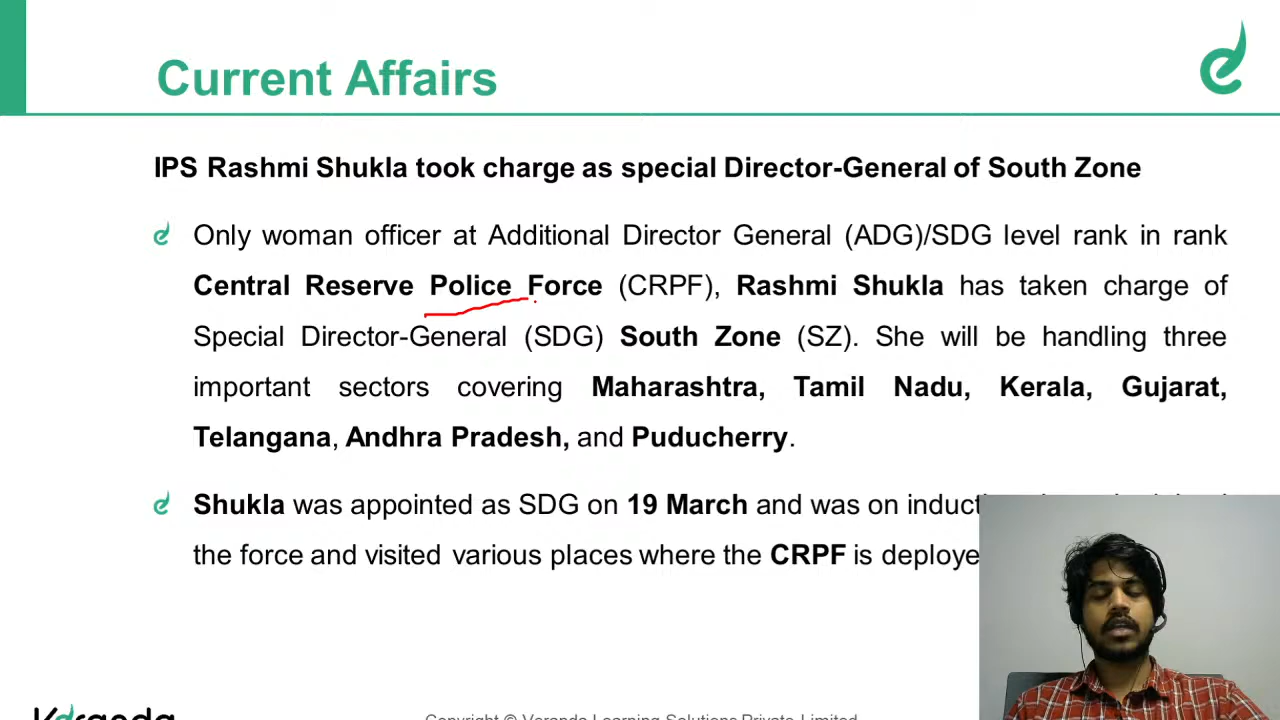 Current Affairs
IPS Rashmi Shukla took charge as special Director-General of South Zone
Only woman officer at Additional Director General (ADG)/SDG level rank in rank
Central Reserve Police Force (CRPF), Rashmi Shukla has taken charge of
Special Director-General (SDG) South Zone (SZ). She will be handling three
important sectors covering Maharashtra, Tamil Nadu, Kerala, Gujarat,
Telangana, Andhra Pradesh, and Puducherry.
Shukla was appointed as SDG on 19 March and was on
the force and visited various places where the CRPF is
Copyright © Veranda Learning Solutions Private Limited